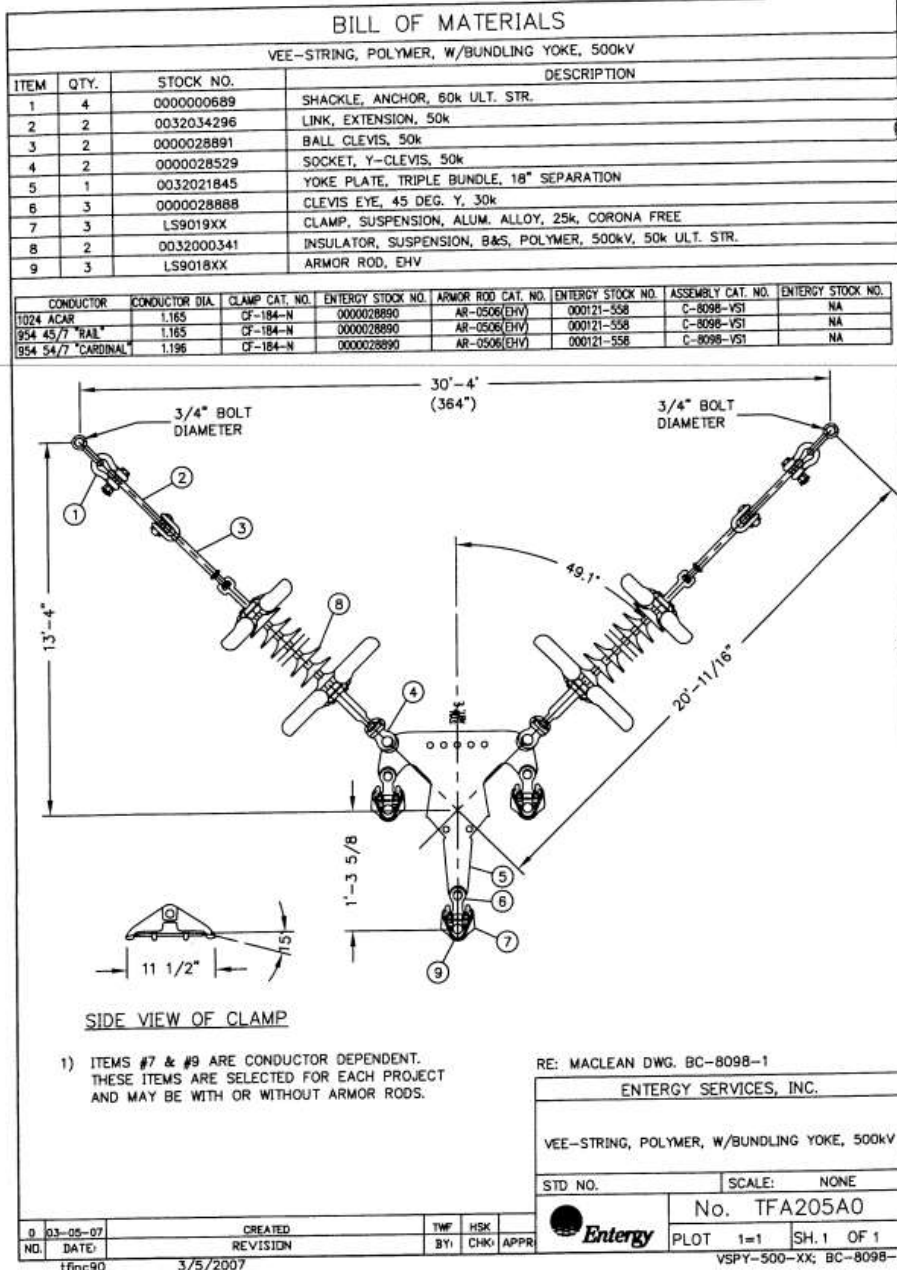 BILL OF MATERIALS
VEE-STRING, POLYMER, W/BUNDLING YOKE, 500kV
ITEM QTY. STOCK NO. DESCRIPTION
1 4 0000000689 SHACKLE, ANCHOR, 60k ULT. STR.
2 2 0032034296 LINK, EXTENSION, 50k
3 2 0000028891 BALL CLEVIS, 50k
4 2 0000028529 SOCKET, Y-CLEVIS, 50k
5 1 0032021845 YOKE PLATE, TRIPLE BUNDLE, 18" SEPARATION
6 3 0000028888 CLEVIS EYE, 45 DEG. Y, 30k
7 3 LS9019XX CLAMP, SUSPENSION, ALUM. ALLOY, 25k, CORONA FREE
8 2 0032000341 INSULATOR, SUSPENSION, B&S, POLYMER, 500kV, 50k ULT. STR.
9 3 LS9018XX ARMOR ROD, EHV
CONDUCTOR CONDUCTOR DIA. CLAMP CAT. NO. ENTERGY STOCK NO. ARMOR ROD CAT. NO. ENTERGY STOCK NO. ASSEMBLY CAT. NO. ENTERGY STOCK NO.
1024 ACAR 1.165 CF-184-N 0000028890 AR-0506(EHV) 000121-558 C-8098-VS1 NA
954 45/7 "RAIL" 1.165 CF-184-N 0000028890 AR-0506(EHV) 000121-558 C-8098-VS1 NA
954 54/7 "CARDINAL" 1.196 CF-184-N 0000028890 AR-0506(EHV) 000121-558 C-8098-VS1 NA
30'-4"
(364")
3/4" BOLT
DIAMETER
3/4" BOLT
DIAMETER
1
2
3
49.1°
8
13'-4"
20'-11/16"
4
1'-3 5/8
5
6
7
9
15°
11 1/2"
SIDE VIEW OF CLAMP
1) ITEMS #7 & #9 ARE CONDUCTOR DEPENDENT.
THESE ITEMS ARE SELECTED FOR EACH PROJECT
AND MAY BE WITH OR WITHOUT ARMOR RODS.
RE: MACLEAN DWG. BC-8098-1
ENTERGY SERVICES, INC.
VEE-STRING, POLYMER, W/BUNDLING YOKE, 500kV
STD NO. SCALE: NONE
Entergy
No. TFA205A0
PLOT 1=1 SH. 1 OF 1
0 03-05-07 CREATED TWF HSK
NO. DATE: REVISION BY: CHK: APPR
tfinc90 3/5/2007
VSPY-500-XX; BC-8098-